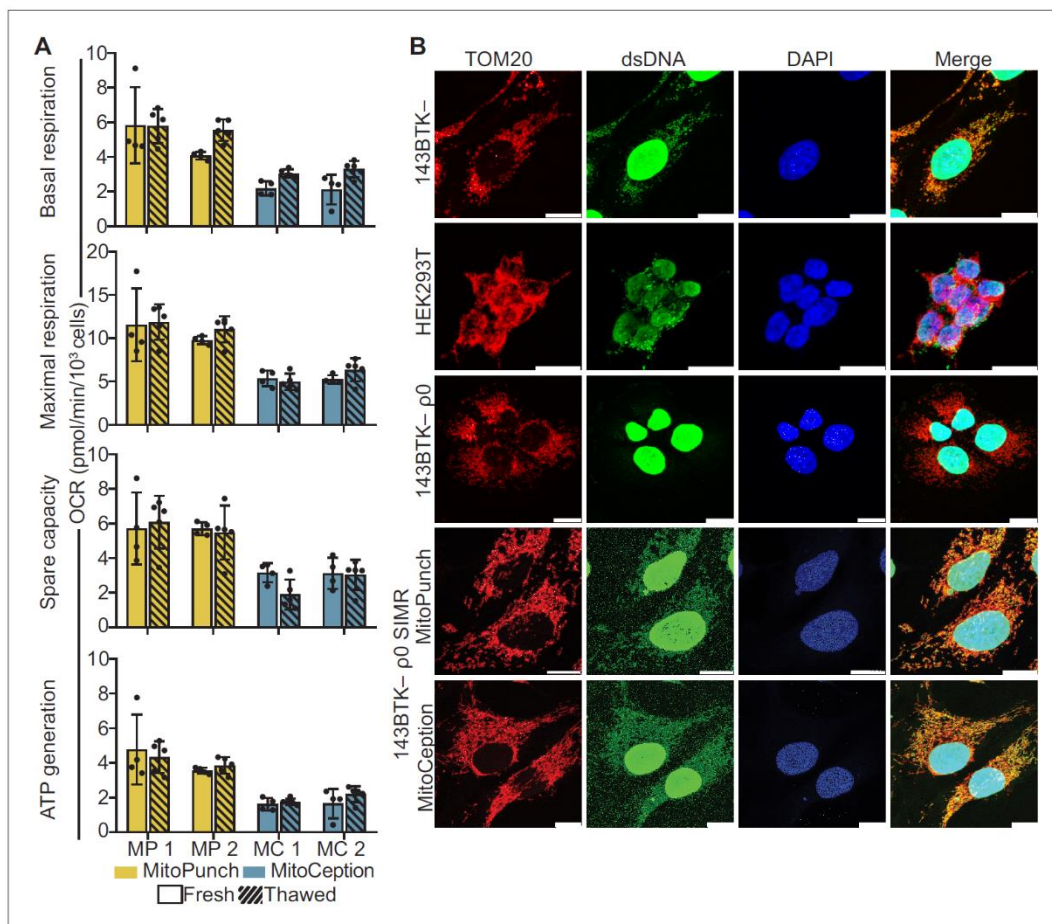 A
Basal respiration
10
8
6
4
2
0
Maximal respiration
20
15
10
5
0
OCR (pmol/min/10³ cells)
Spare capacity
10
8
6
4
2
0
ATP generation
10
8
6
4
2
0
MP 1 MP 2 MC 1 MC 2
MitoPunch MitoCeption
Fresh Thawed
B
TOM20 dsDNA DAPI Merge
143BTK–
HEK293T
143BTK– ρ0
143BTK– ρ0 SIMR
MitoPunch
MitoCeption